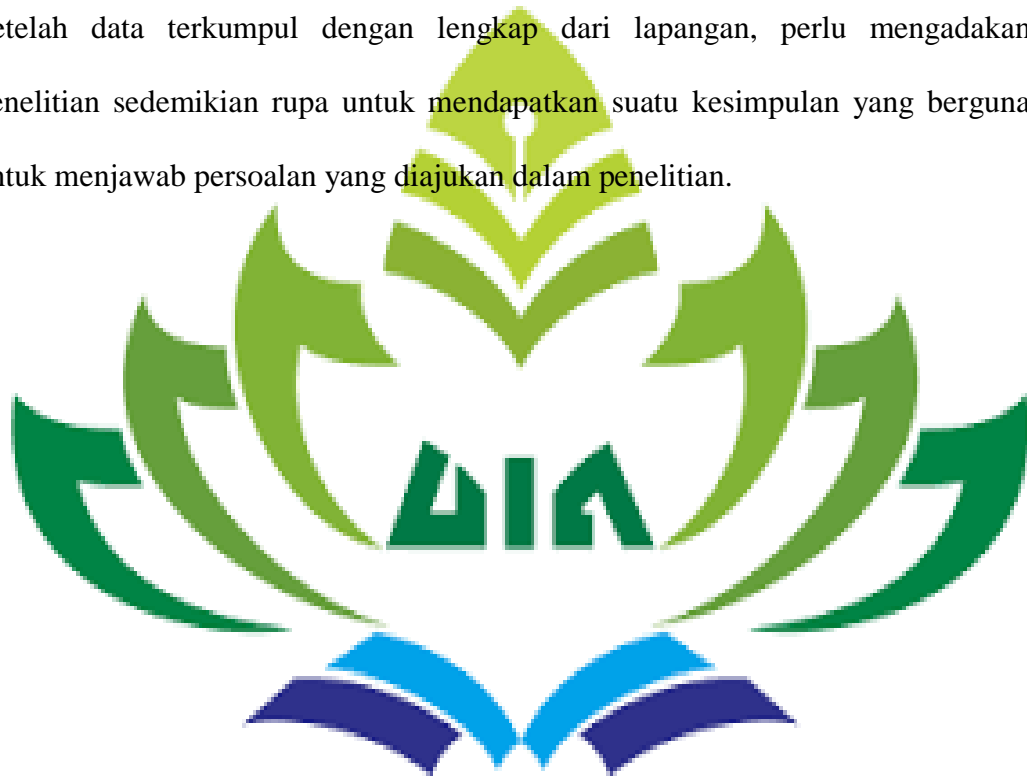 etelah data terkumpul dengan lengkap dari lapangan, perlu mengadakan
enelitian sedemikian rupa untuk mendapatkan suatu kesimpulan yang berguna
ntuk menjawab persoalan yang diajukan dalam penelitian.
UIN